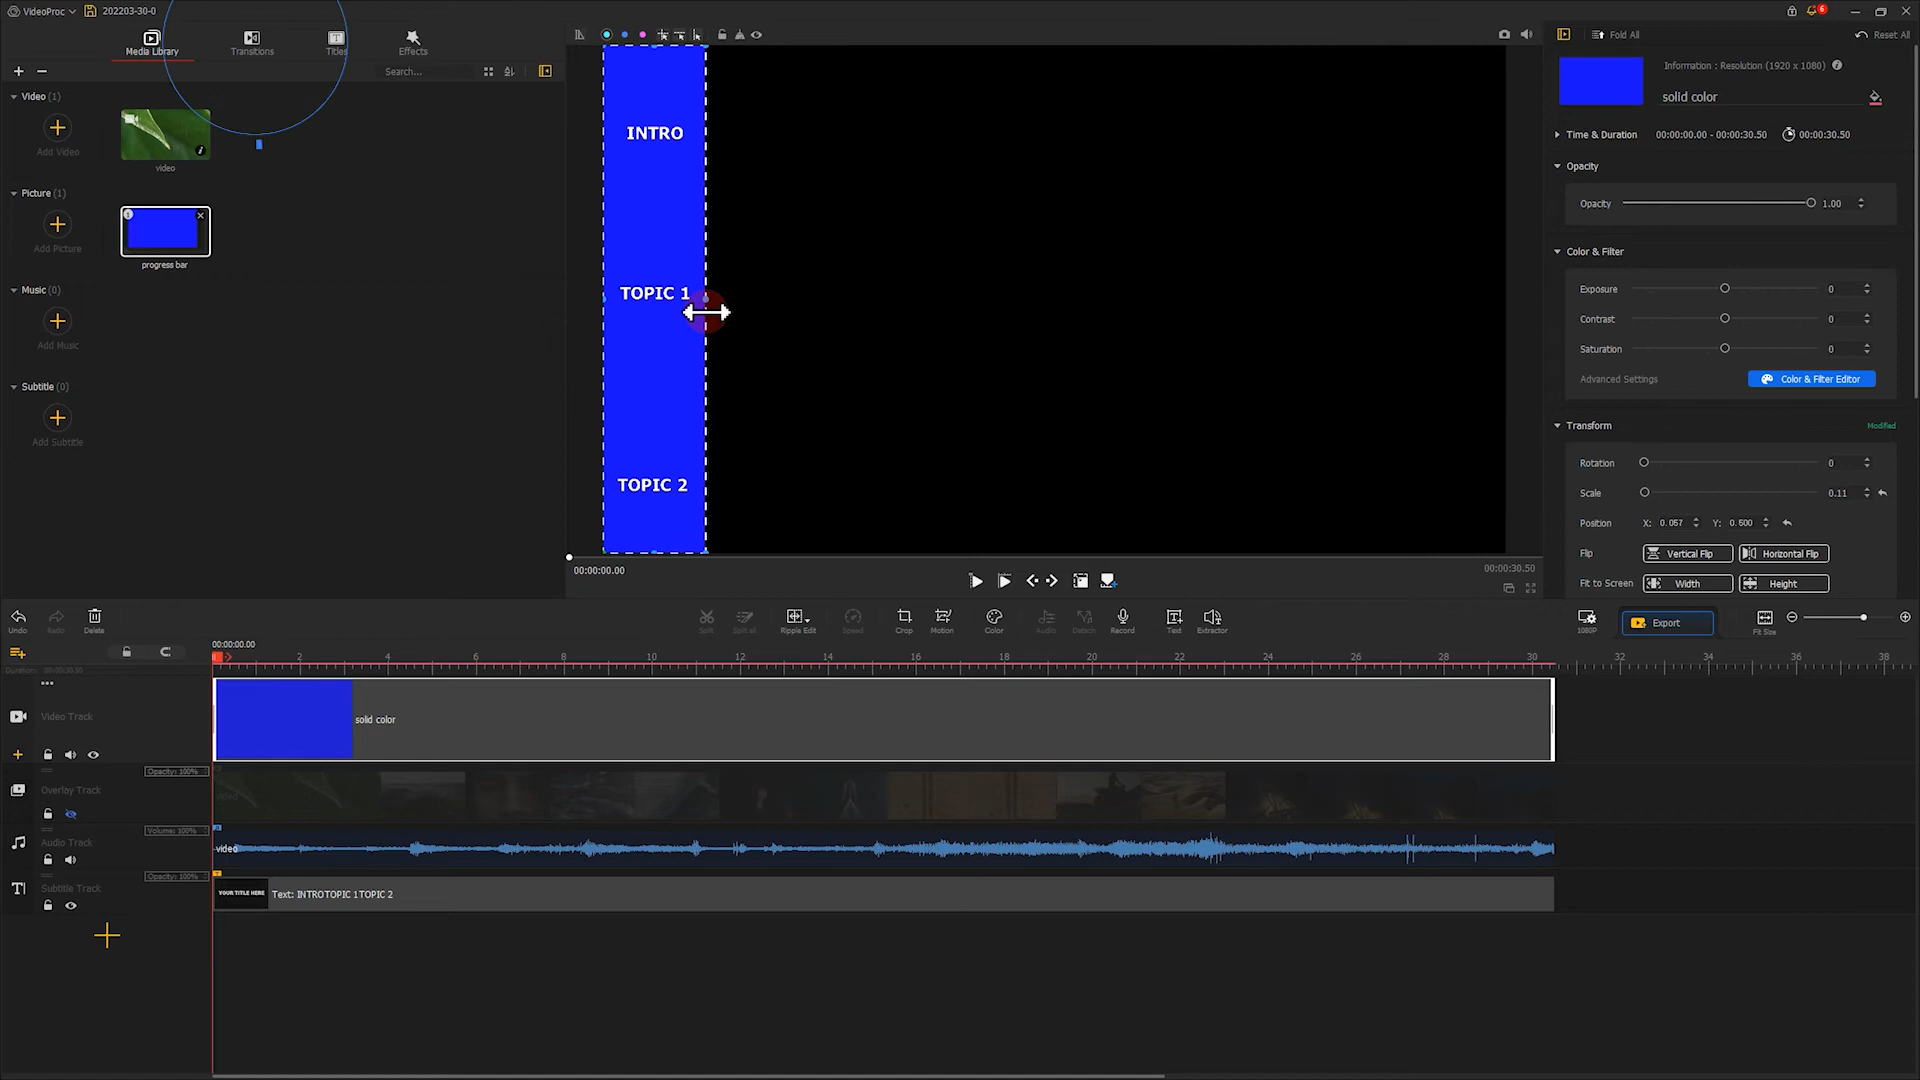 VideoProc
202203-30-0
6
Media Library
Transitions
Titles
Effects
Search...
Video (1)
Add Video
video
Picture (1)
Add Picture
progress bar
Music (0)
Add Music
Subtitle (0)
Add Subtitle
INTRO
TOPIC 1
TOPIC 2
00:00:00.00
00:00:30.50
Fold All
Reset All
Information : Resolution (1920 x 1080)
solid color
Time & Duration
00:00:00.00 - 00:00:30.50
00:00:30.50
Opacity
Opacity
1.00
Color & Filter
Exposure
0
Contrast
0
Saturation
0
Advanced Settings
Color & Filter Editor
Transform
Modified
Rotation
0
Scale
0.11
Position
X: 0.057
Y: 0.500
Flip
Vertical Flip
Horizontal Flip
Fit to Screen
Width
Height
Undo
Redo
Delete
Split
Split all
Ripple Edit
Speed
Crop
Motion
Color
Audio
Detach
Record
Text
Extractor
1080P
Export
Fit Size
00:00:00.00
2 4 6 8 10 12 14 16 18 20 22 24 26 28 30 32 34 36 38
Duration: 00:00:30.50
Video Track
solid color
Opacity: 100%
Overlay Track
video
Volume: 100%
Audio Track
video
Opacity: 100%
Subtitle Track
YOUR TITLE HERE
Text: INTROTOPIC 1TOPIC 2